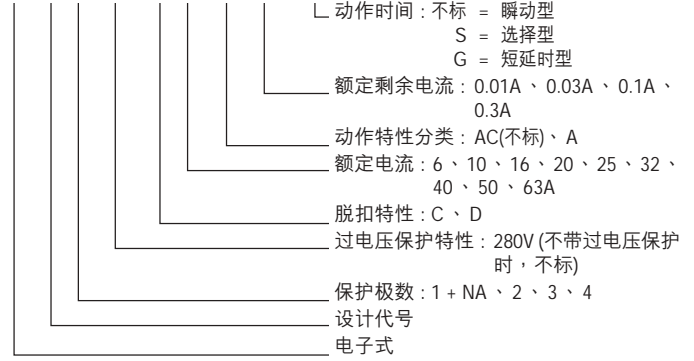 动作时间 : 不标 = 瞬动型
S = 选择型
G = 短延时型
额定剩余电流 : 0.01A 、 0.03A 、 0.1A 、
0.3A
动作特性分类 : AC(不标) 、 A
额定电流 : 6 、 10 、 16 、 20 、 25 、 32 、
40 、 50 、 63A
脱扣特性 : C 、 D
过电压保护特性 : 280V (不带过电压保护
时,不标)
保护极数 : 1 + NA 、 2 、 3 、 4
设计代号
电子式